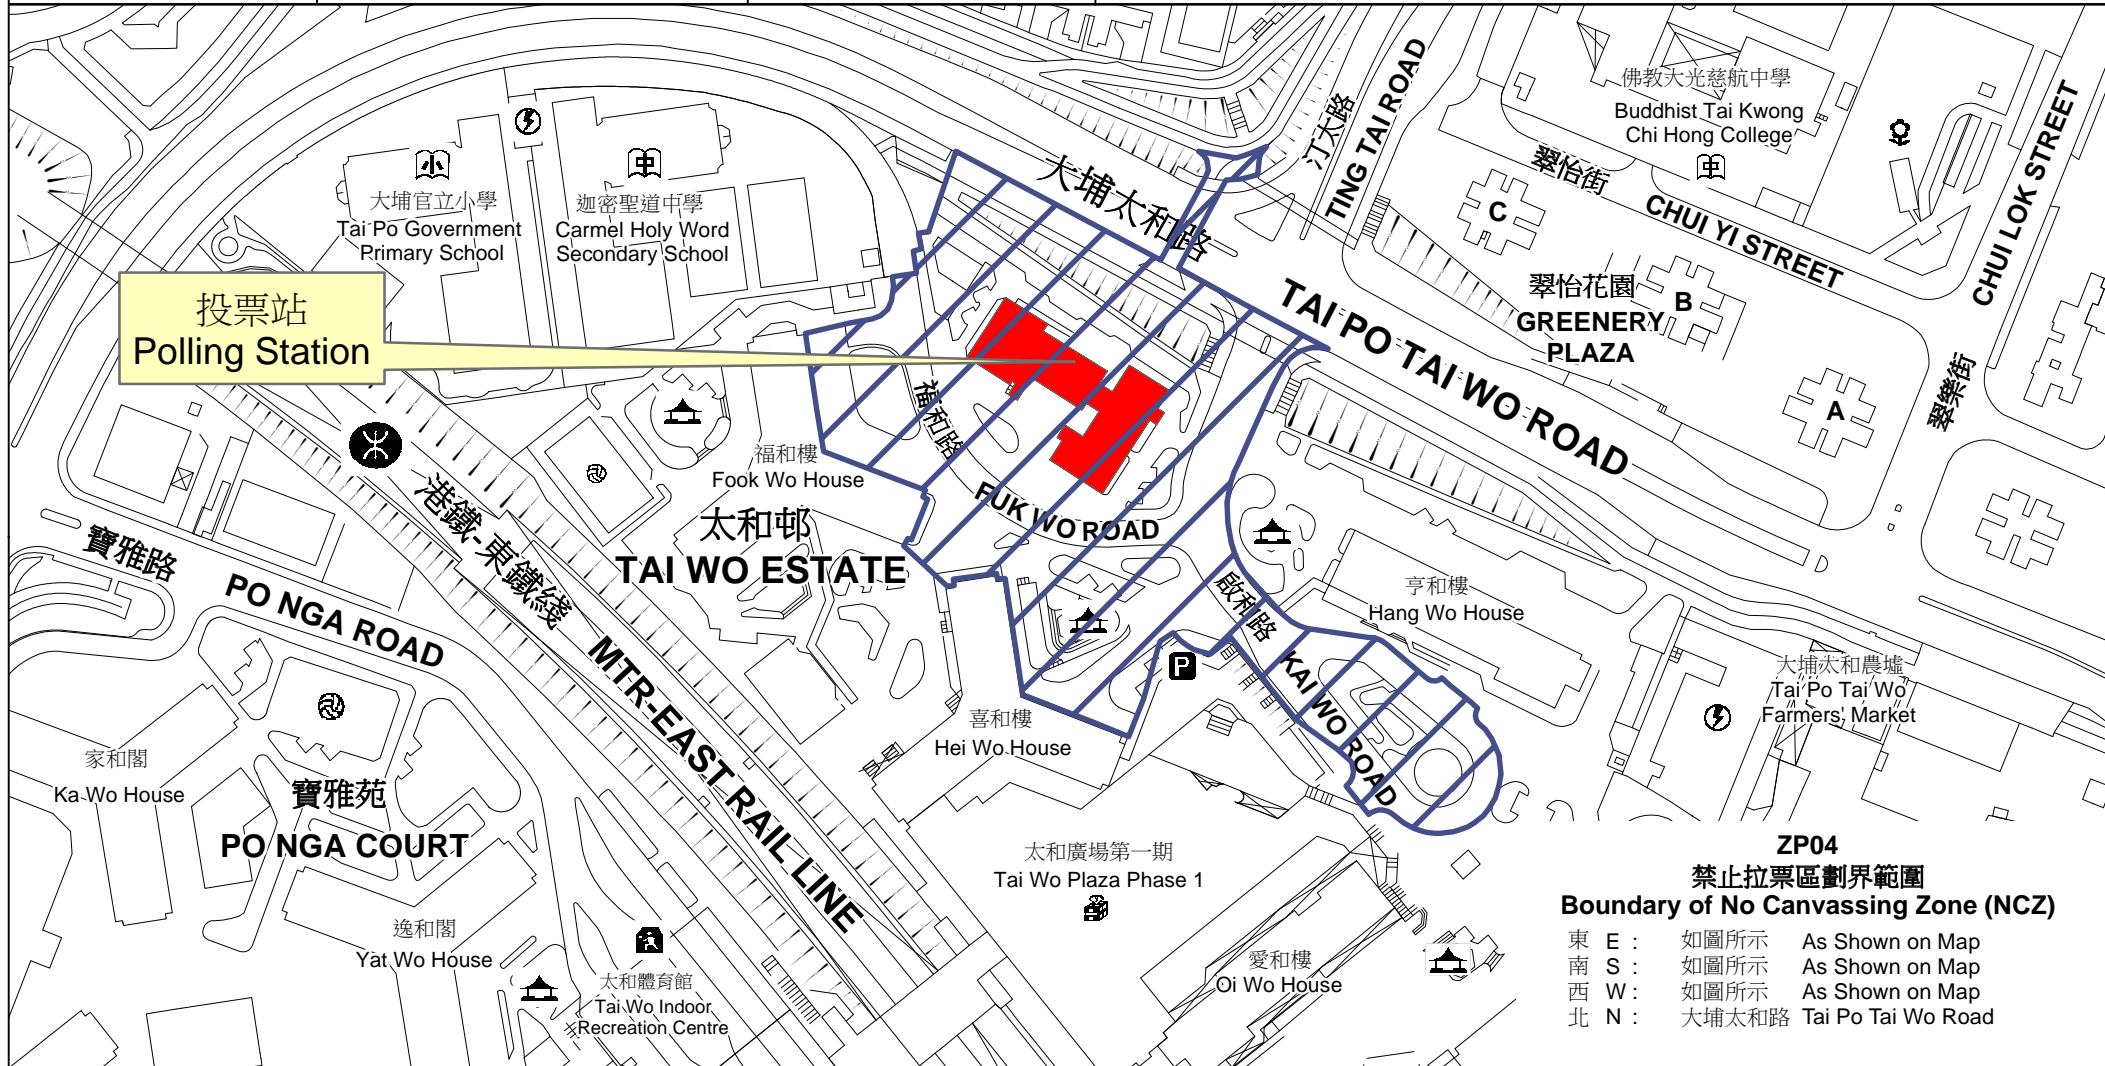 佛教大光慈航中學
Buddhist Tai Kwong
Chi Hong College
汀太路
TING TAI ROAD
CHUI LOK STREET
翠怡街
CHUI YI STREET
大埔太和路
TAI PO TAI WO ROAD
小
中
中
大埔官立小學
Tai Po Government
Primary School
迦密聖道中學
Carmel Holy Word
Secondary School
C
B
A
翠怡花園
GREENERY
PLAZA
翠樂街
投票站
Polling Station
福和路
FUK WO ROAD
福和樓
Fook Wo House
太和邨
TAI WO ESTATE
港鐵-東鐵綫
MTR-EAST RAIL LINE
寶雅路
PO NGA ROAD
啟和路
KAI WO ROAD
亨和樓
Hang Wo House
P
大埔太和農墟
Tai Po Tai Wo
Farmers' Market
喜和樓
Hei Wo House
家和閣
Ka Wo House
寶雅苑
PO NGA COURT
逸和閣
Yat Wo House
太和體育館
Tai Wo Indoor
Recreation Centre
太和廣場第一期
Tai Wo Plaza Phase 1
愛和樓
Oi Wo House
ZP04
禁止拉票區劃界範圍
Boundary of No Canvassing Zone (NCZ)
東 E : 如圖所示 As Shown on Map
南 S : 如圖所示 As Shown on Map
西 W : 如圖所示 As Shown on Map
北 N : 大埔太和路 Tai Po Tai Wo Road